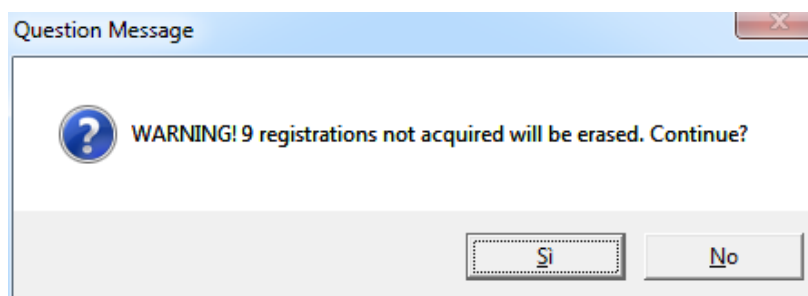 Question Message
WARNING! 9 registrations not acquired will be erased. Continue?
Sì
No